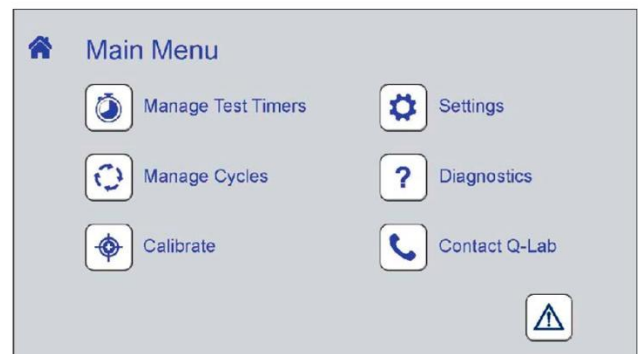 Main Menu
Manage Test Timers
Settings
Manage Cycles
?
Diagnostics
Calibrate
Contact Q-Lab